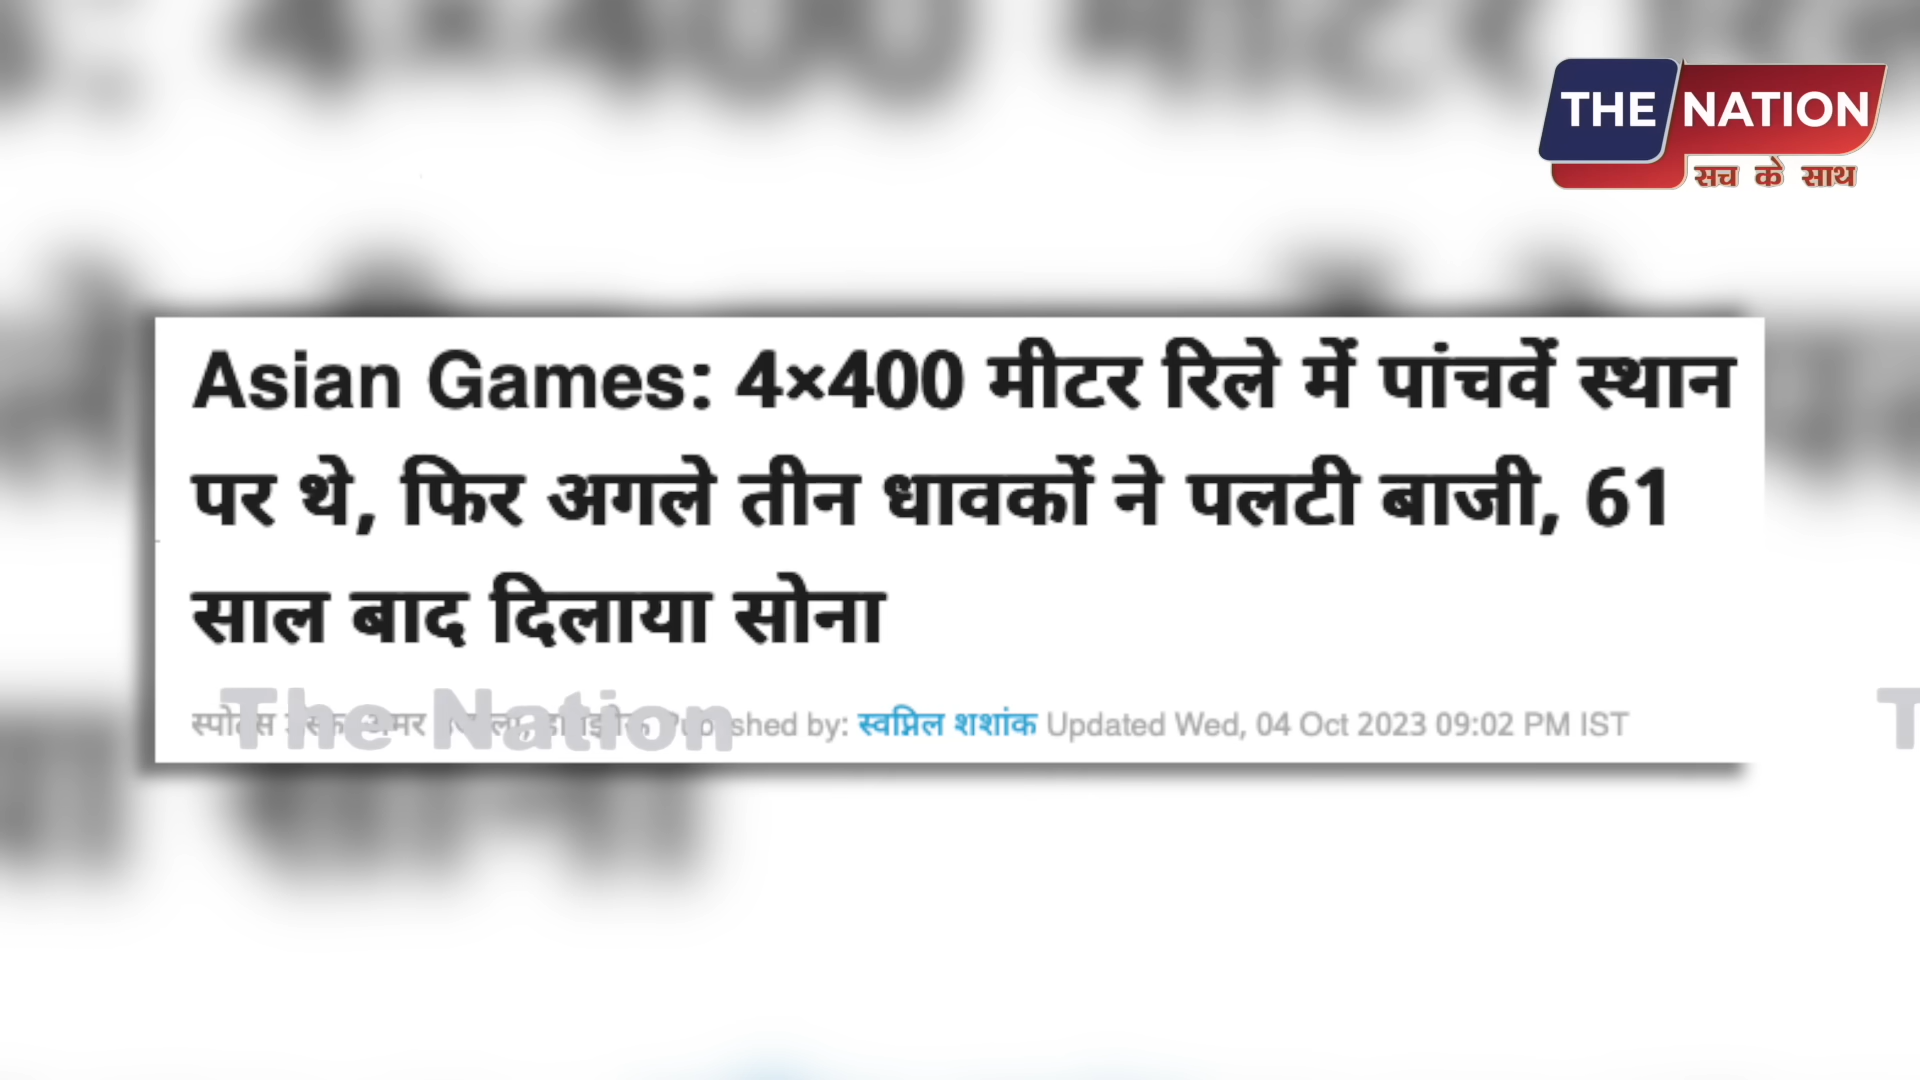 THE NATION
सच के साथ
Asian Games: 4×400 मीटर रिले में पांचवें स्थान
पर थे, फिर अगले तीन धावकों ने पलटी बाजी, 61
साल बाद दिलाया सोना
The Nation
shed by: स्वप्निल शशांक Updated Wed, 04 Oct 2023 09:02 PM IST